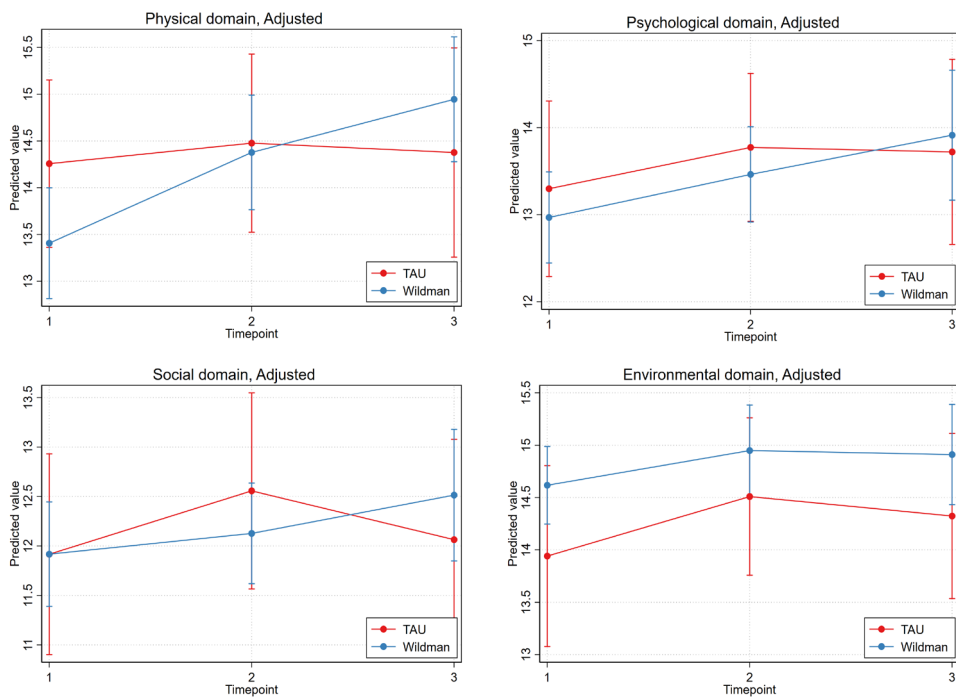 Physical domain, Adjusted
Predicted value
15.5
15
14.5
14
13.5
13
TAU
Wildman
1 2 3
Timepoint
Psychological domain, Adjusted
Predicted value
15
14
13
12
TAU
Wildman
1 2 3
Timepoint
Social domain, Adjusted
Predicted value
13.5
13
12.5
12
11.5
11
TAU
Wildman
1 2 3
Timepoint
Environmental domain, Adjusted
Predicted value
15.5
15
14.5
14
13.5
13
TAU
Wildman
1 2 3
Timepoint